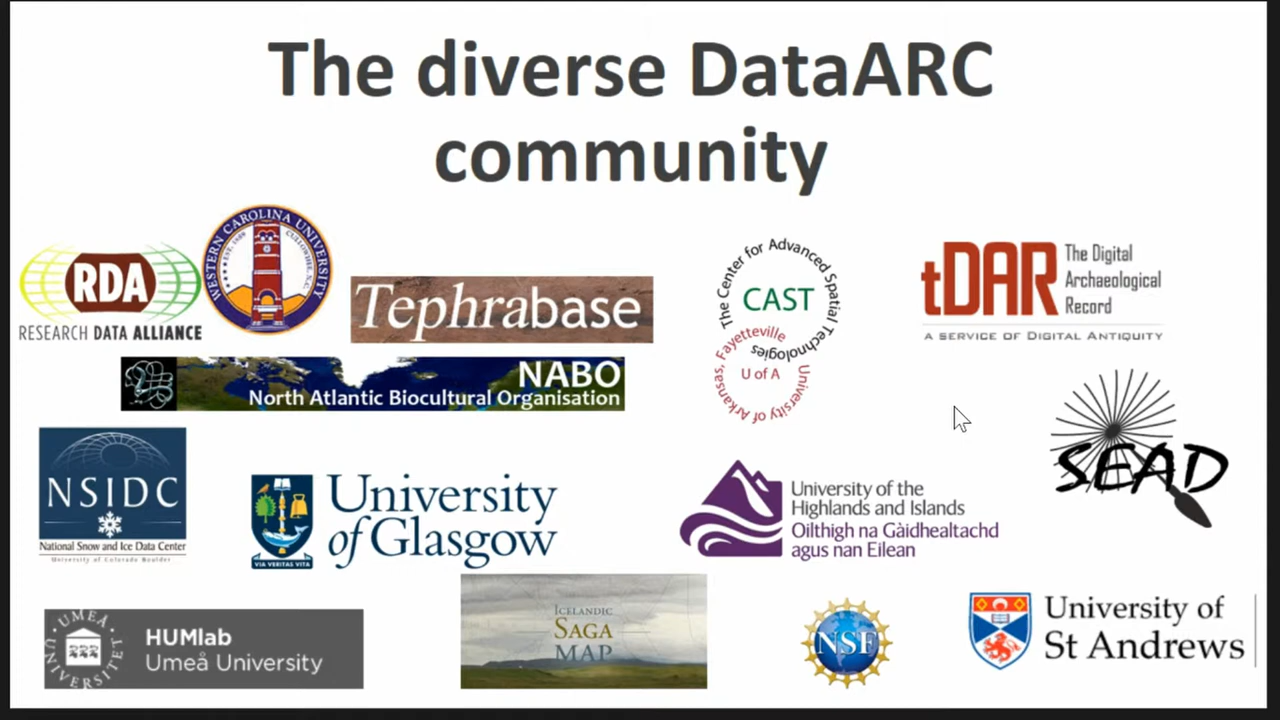 The diverse DataARC
community
RDA
RESEARCH DATA ALLIANCE
WESTERN CAROLINA UNIVERSITY
EST. 1889
CULLOWHEE, N.C.
Tephrabase
The Center for Advanced Spatial Technologies
CAST
University of Arkansas, Fayetteville
U of A
tDAR
The Digital
Archaeological
Record
A SERVICE OF DIGITAL ANTIQUITY
NABO
North Atlantic Biocultural Organisation
SEAD
NSIDC
National Snow and Ice Data Center
University of Colorado Boulder
University
of Glasgow
VIA VERITAS VITA
University of the
Highlands and Islands
Oilthigh na Gàidhealtachd
agus nan Eilean
UMEÅ UNIVERSITET
HUMlab
Umeå University
ICELANDIC
SAGA
MAP
NSF
University of
St Andrews